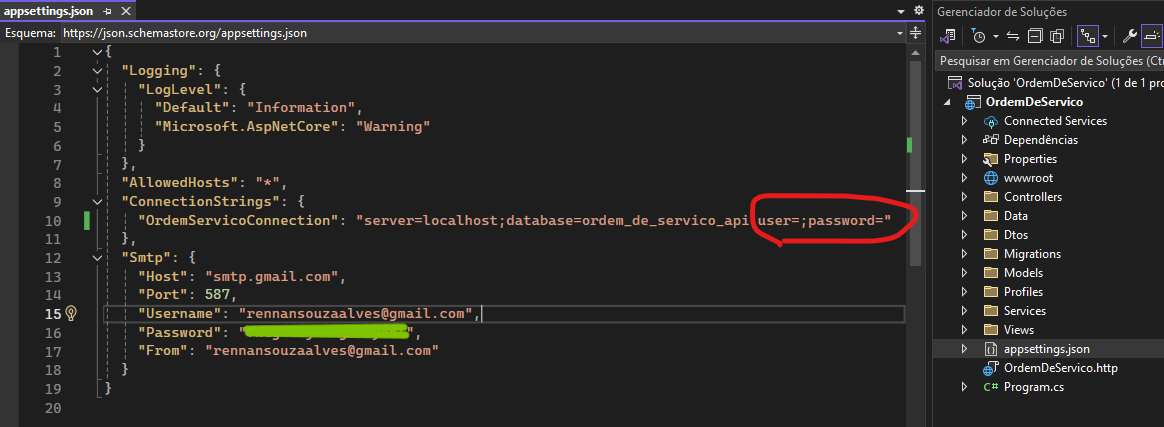 appsettings.json
Gerenciador de Soluções
Esquema: https://json.schemastore.org/appsettings.json
1 {
2 "Logging": {
3 "LogLevel": {
4 "Default": "Information",
5 "Microsoft.AspNetCore": "Warning"
6 }
7 },
8 "AllowedHosts": "*",
9 "ConnectionStrings": {
10 "OrdemServicoConnection": "server=localhost;database=ordem_de_servico_api;user=;password="
11 },
12 "Smtp": {
13 "Host": "smtp.gmail.com",
14 "Port": 587,
15 "Username": "rennansouzaalves@gmail.com",
16 "Password": "",
17 "From": "rennansouzaalves@gmail.com"
18 }
19 }
20
Pesquisar em Gerenciador de Soluções (Ctr
Solução 'OrdemDeServico' (1 de 1 pro
OrdemDeServico
Connected Services
Dependências
Properties
wwwroot
Controllers
Data
Dtos
Migrations
Models
Profiles
Services
Views
appsettings.json
OrdemDeServico.http
C# Program.cs